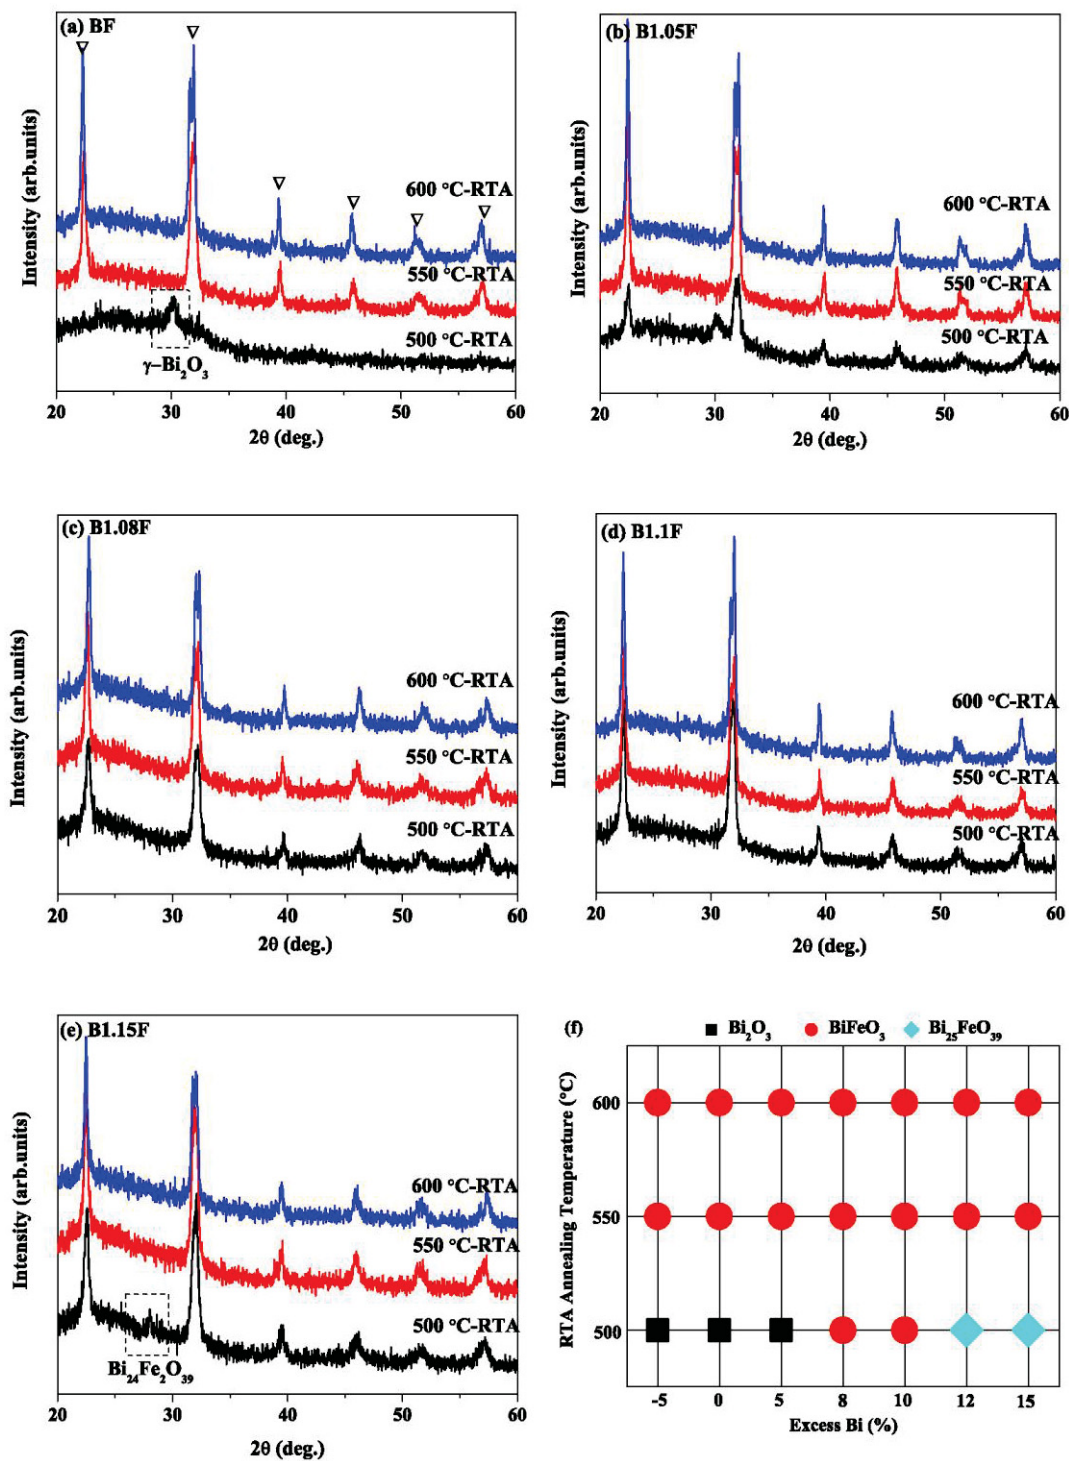 (a) BF
600 °C-RTA
550 °C-RTA
500 °C-RTA
γ−Bi₂O₃
Intensity (arb.units)
20 30 40 50 60
2θ (deg.)
(b) B1.05F
600 °C-RTA
550 °C-RTA
500 °C-RTA
Intensity (arb.units)
20 30 40 50 60
2θ (deg.)
(c) B1.08F
600 °C-RTA
550 °C-RTA
500 °C-RTA
Intensity (arb.units)
20 30 40 50 60
2θ (deg.)
(d) B1.1F
600 °C-RTA
550 °C-RTA
500 °C-RTA
Intensity (arb.units)
20 30 40 50 60
2θ (deg.)
(e) B1.15F
600 °C-RTA
550 °C-RTA
500 °C-RTA
Bi₂₄Fe₂O₃₉
Intensity (arb.units)
20 30 40 50 60
2θ (deg.)
(f) Bi₂O₃ BiFeO₃ Bi₂₅FeO₃₉
RTA Annealing Temperature (°C)
600
550
500
-5 0 5 8 10 12 15
Excess Bi (%)